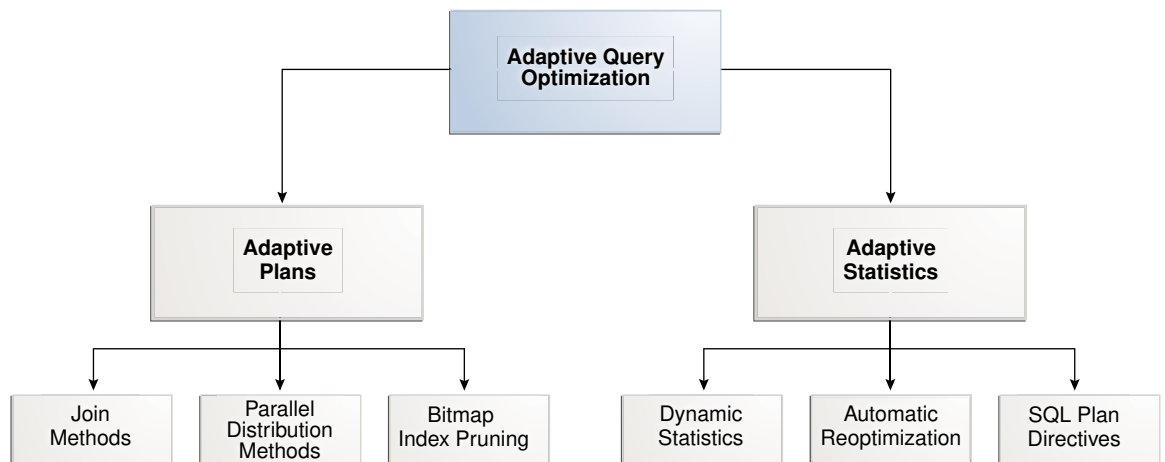 Adaptive Query
Optimization
Adaptive
Plans
Adaptive
Statistics
Join
Methods
Parallel
Distribution
Methods
Bitmap
Index Pruning
Dynamic
Statistics
Automatic
Reoptimization
SQL Plan
Directives